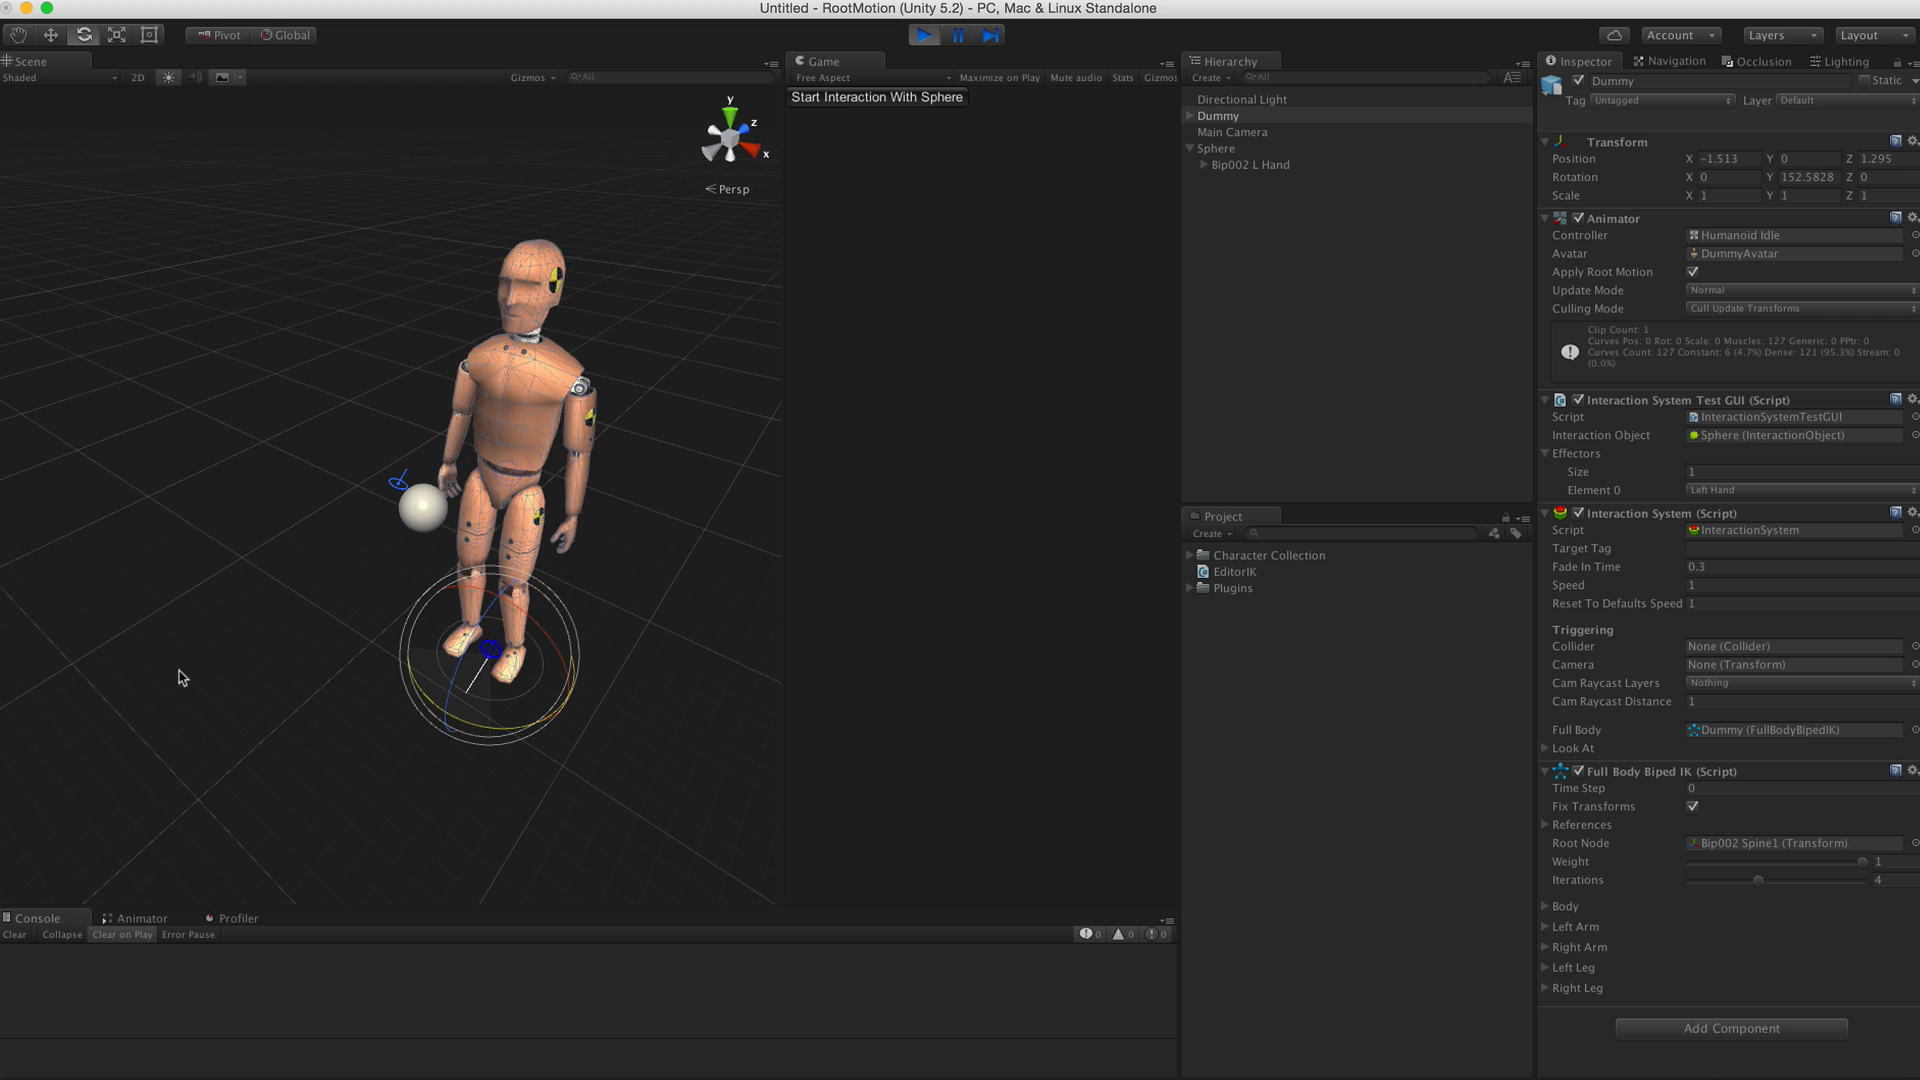 Untitled - RootMotion (Unity 5.2) - PC, Mac & Linux Standalone
Pivot Global Account Layers Layout
Scene
Shaded 2D Gizmos All
y
z
x
Persp
Game
Free Aspect Maximize on Play Mute audio Stats Gizmos
Start Interaction With Sphere
Hierarchy
Create All
Directional Light
Dummy
Main Camera
Sphere
Bip002 L Hand
Project
Create
Character Collection
EditorIK
Plugins
Inspector Navigation Occlusion Lighting
Dummy Static
Tag Untagged Layer Default
Transform
Position X -1.513 Y 0 Z 1.295
Rotation X 0 Y 152.5828 Z 0
Scale X 1 Y 1 Z 1
Animator
Controller Humanoid Idle
Avatar DummyAvatar
Apply Root Motion
Update Mode Normal
Culling Mode Cull Update Transforms
Clip Count: 1
Curves Pos: 0 Rot: 0 Scale: 0 Muscles: 127 Generic: 0 PPtr: 0
Curves Count: 127 Constant: 6 (4.7%) Dense: 121 (95.3%) Stream: 0
(0.0%)
Interaction System Test GUI (Script)
Script InteractionSystemTestGUI
Interaction Object Sphere (InteractionObject)
Effectors
Size 1
Element 0 Left Hand
Interaction System (Script)
Script InteractionSystem
Target Tag
Fade In Time 0.3
Speed 1
Reset To Defaults Speed 1
Triggering
Collider None (Collider)
Camera None (Transform)
Cam Raycast Layers Nothing
Cam Raycast Distance 1
Full Body Dummy (FullBodyBipedIK)
Look At
Full Body Biped IK (Script)
Time Step 0
Fix Transforms
References
Root Node Bip002 Spine1 (Transform)
Weight 1
Iterations 4
Body
Left Arm
Right Arm
Left Leg
Right Leg
Add Component
Console Animator Profiler
Clear Collapse Clear on Play Error Pause 0 0 0